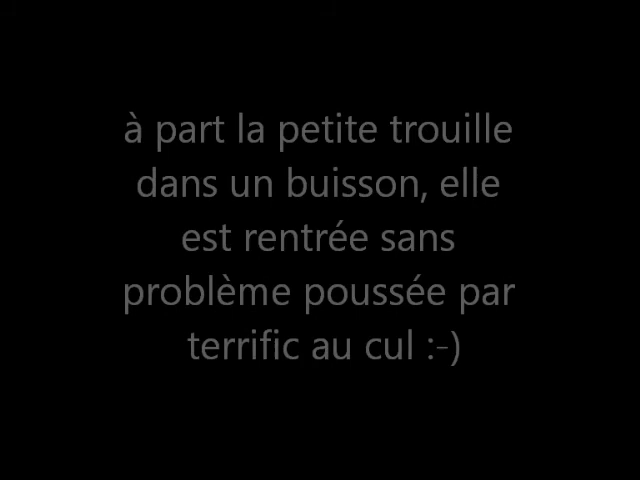 à part la petite trouille
dans un buisson, elle
est rentrée sans
problème poussée par
terrific au cul :-)